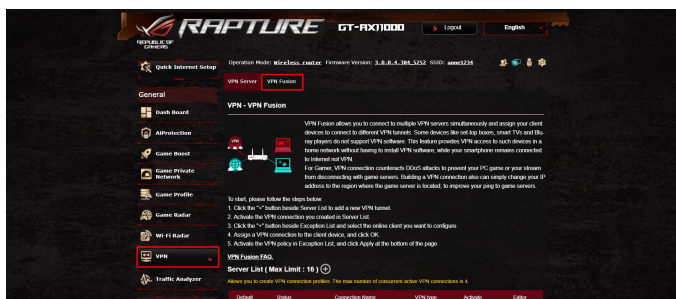 REPUBLIC OF
GAMERS
RAPTURE
GT-AX11000
Logout
English
Quick Internet Setup
Operation Mode: Wireless router Firmware Version: 3.0.0.4.384_5252 SSID: anne1234
VPN Server VPN Fusion
General
VPN - VPN Fusion
Dash Board
AiProtection
Game Boost
Game Private
Network
Game Profile
Game Radar
Wi-Fi Radar
VPN
Traffic Analyzer
VPN Fusion allows you to connect to multiple VPN servers simultaneously and assign your client
devices to connect to different VPN tunnels. Some devices like set-top boxes, smart TVs and Blu-
ray players do not support VPN software. This feature provides VPN access to such devices in a
home network without having to install VPN software, while your smartphone remains connected
to Internet not VPN.
For Gamer, VPN connection counteracts DDoS attacks to prevent your PC game or your stream
from disconnecting with game servers. Building a VPN connection also can simply change your IP
address to the region where the game server is located, to improve your ping to game servers.
To start, please follow the steps below:
1. Click the "+" button beside Server List to add a new VPN tunnel.
2. Activate the VPN connection you created in Server List.
3. Click the "+" button beside Exception List and select the online client you want to configure.
4. Assign a VPN connection to the client device, and click OK.
5. Activate the VPN policy in Exception List, and click Apply at the bottom of the page.
VPN Fusion FAQ.
Server List ( Max Limit : 16 )
Allows you to create VPN connection profiles. The max number of concurrent active VPN connections is 4.
Default Status Connection Name VPN type Activate Editor